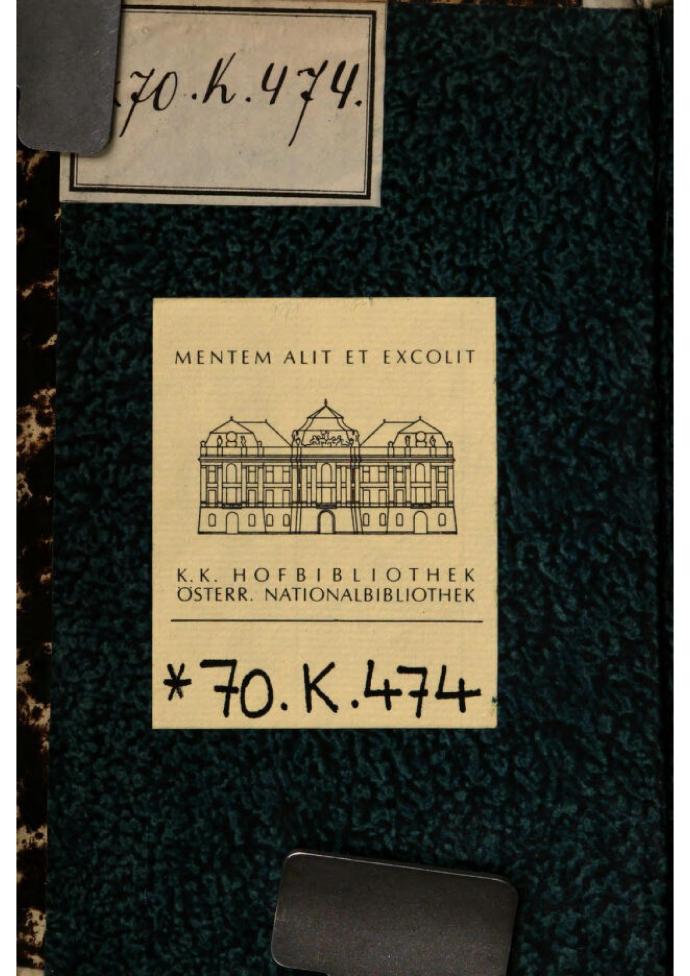 *70.K.474.
MENTEM ALIT ET EXCOLIT
K.K. HOFBIBLIOTHEK
ÖSTERR. NATIONALBIBLIOTHEK
*70.K.474